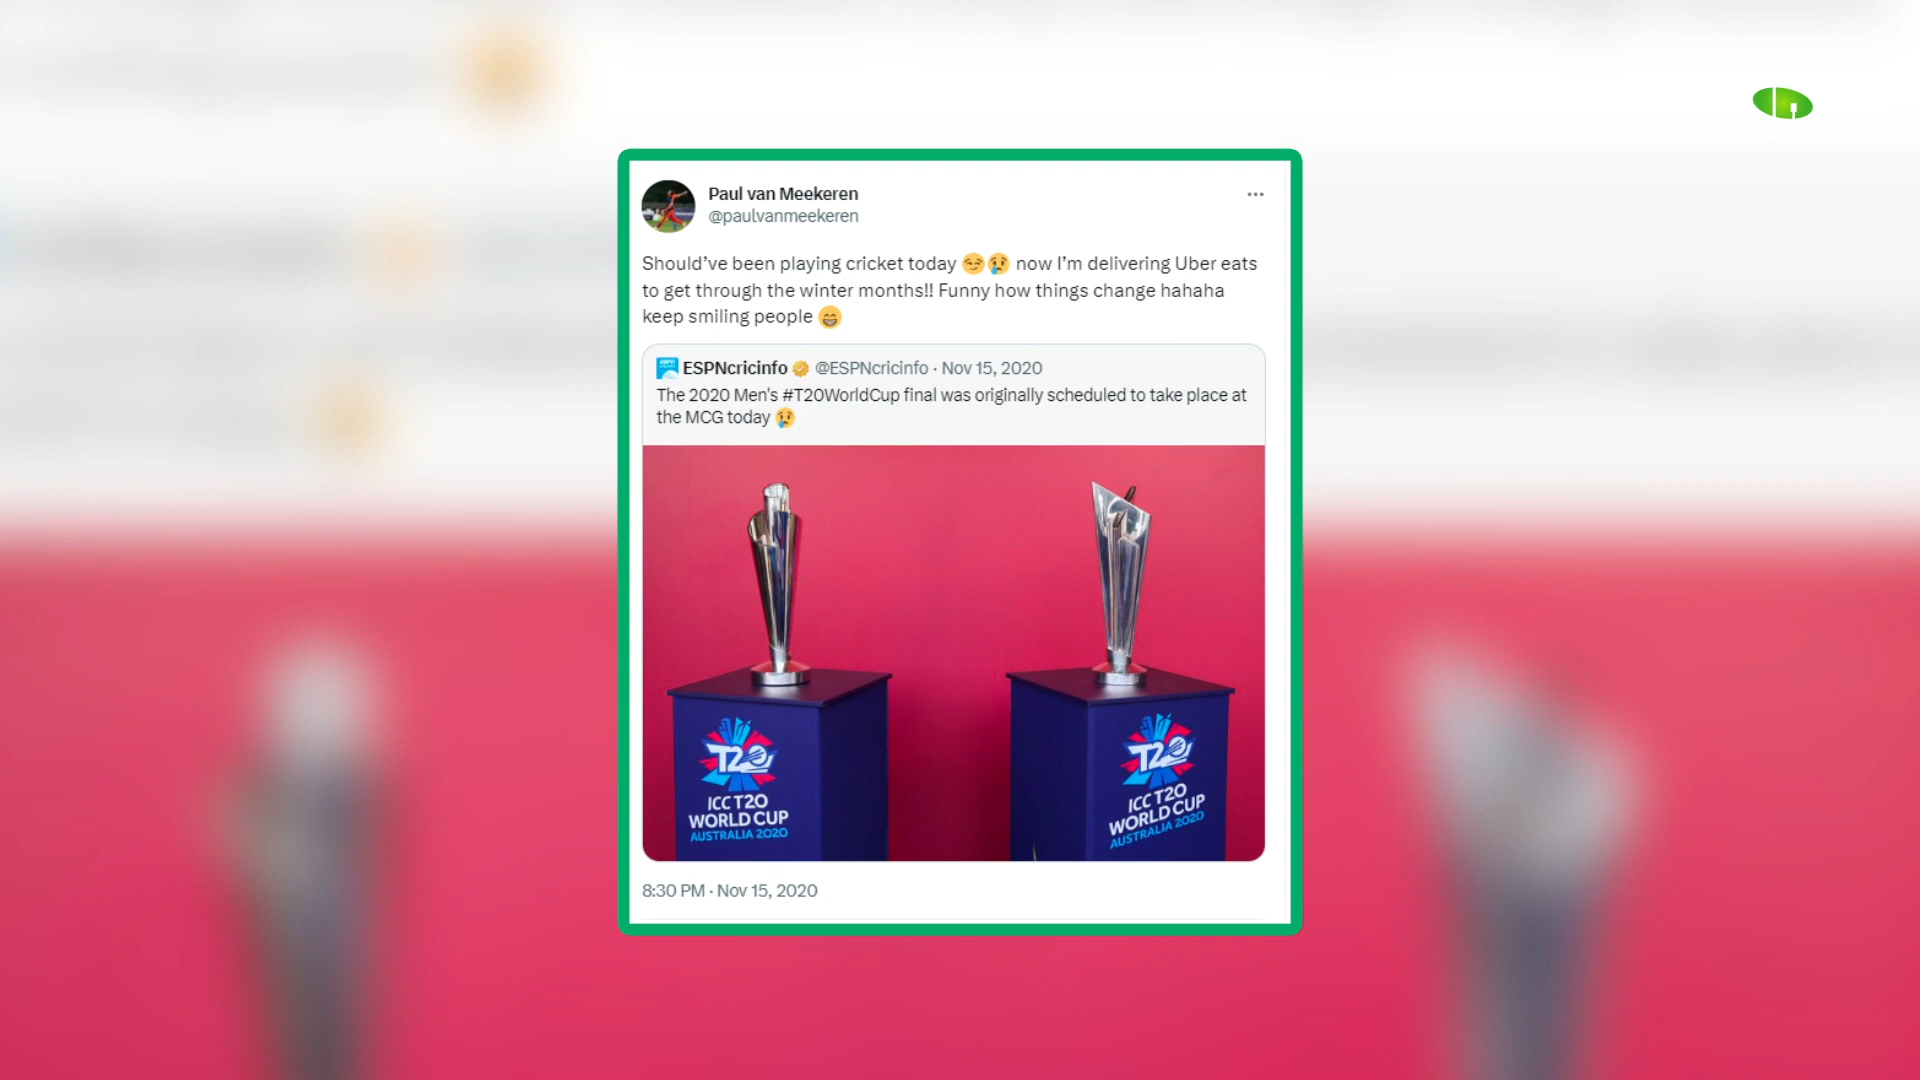 Paul van Meekeren
@paulvanmeekeren
Should’ve been playing cricket today 😏😢 now I’m delivering Uber eats
to get through the winter months!! Funny how things change hahaha
keep smiling people 😁
ESPNcricinfo @ESPNcricinfo · Nov 15, 2020
The 2020 Men's #T20WorldCup final was originally scheduled to take place at
the MCG today 😢
T20
ICC T20
WORLD CUP
AUSTRALIA 2020
T20
ICC T20
WORLD CUP
AUSTRALIA 2020
8:30 PM · Nov 15, 2020